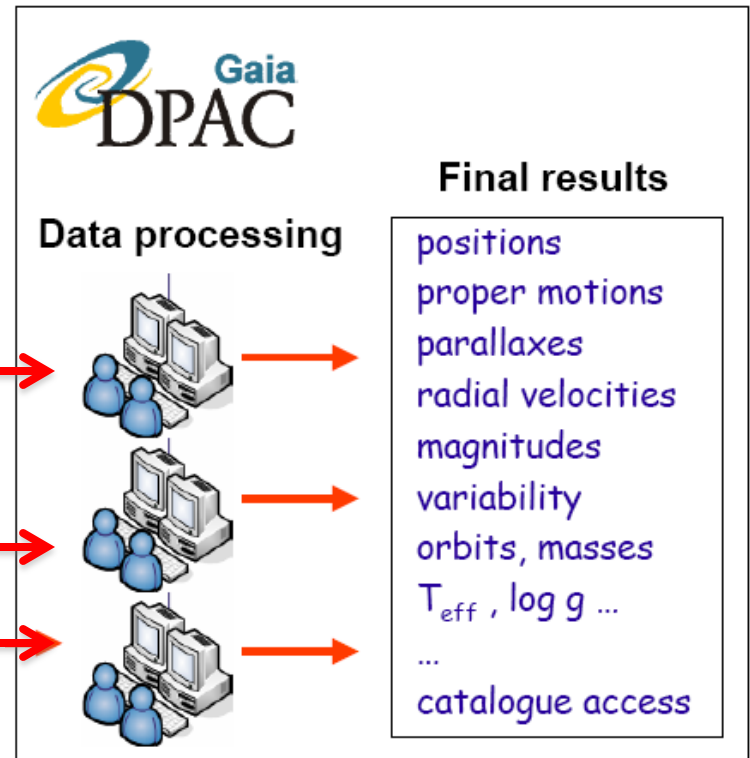 Gaia
DPAC
Final results
Data processing
positions
proper motions
parallaxes
radial velocities
magnitudes
variability
orbits, masses
Teff , log g ...
...
catalogue access